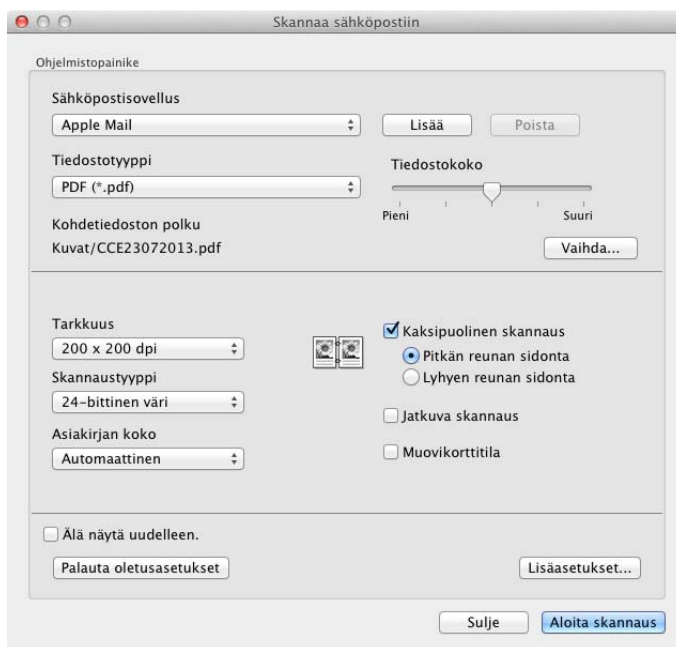 Skannaa sähköpostiin
Ohjelmistopainike
Sähköpostisovellus
Apple Mail
Lisää
Poista
Tiedostotyyppi
PDF (*.pdf)
Tiedostokoko
Pieni
Suuri
Kohdetiedoston polku
Kuvat/CCE23072013.pdf
Vaihda...
Tarkkuus
200 x 200 dpi
Skannaustyyppi
24-bittinen väri
Asiakirjan koko
Automaattinen
Kaksipuolinen skannaus
Pitkän reunan sidonta
Lyhyen reunan sidonta
Jatkuva skannaus
Muovikorttitila
Älä näytä uudelleen.
Palauta oletusasetukset
Lisäasetukset...
Sulje
Aloita skannaus